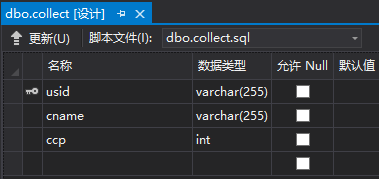 dbo.collect [设计]
更新(U) 脚本文件(I): dbo.collect.sql
名称 数据类型 允许 Null 默认值
usid varchar(255)
cname varchar(255)
ccp int